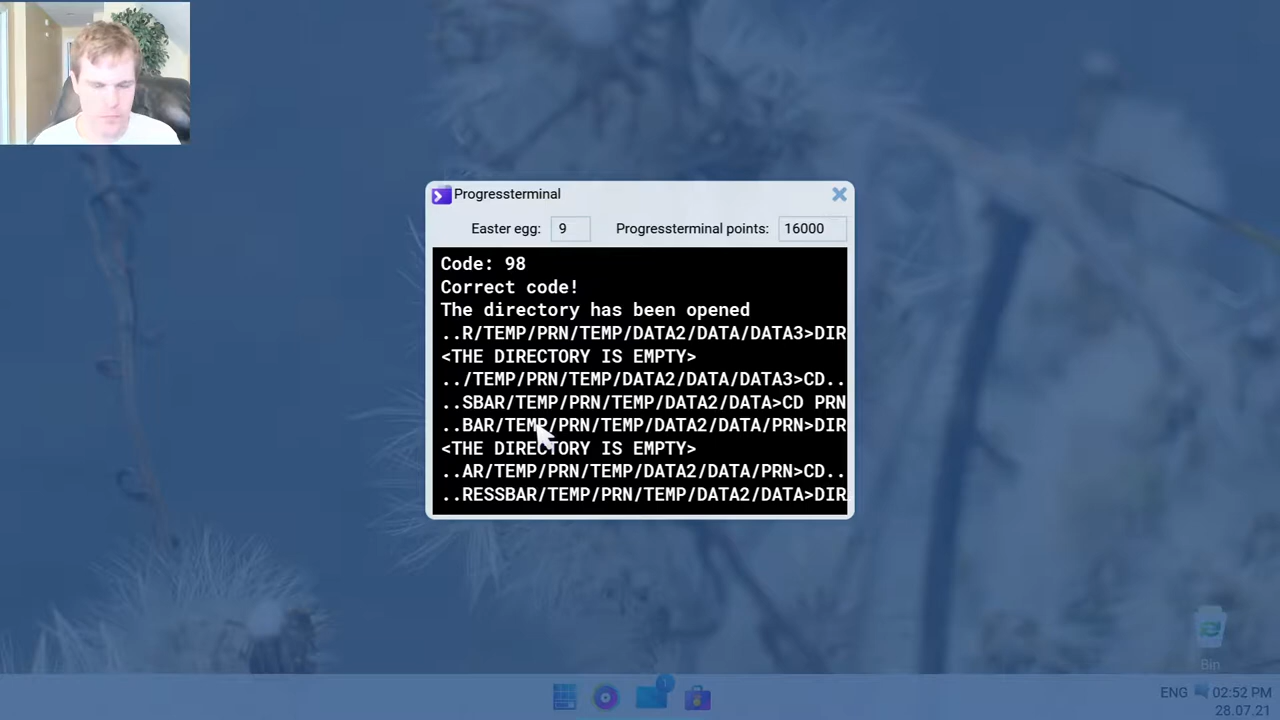 Progressterminal
Easter egg: 9 Progressterminal points: 16000
Code: 98
Correct code!
The directory has been opened
..R/TEMP/PRN/TEMP/DATA2/DATA/DATA3>DIR
<THE DIRECTORY IS EMPTY>
../TEMP/PRN/TEMP/DATA2/DATA/DATA3>CD..
..SBAR/TEMP/PRN/TEMP/DATA2/DATA>CD PRN
..BAR/TEMP/PRN/TEMP/DATA2/DATA/PRN>DIR
<THE DIRECTORY IS EMPTY>
..AR/TEMP/PRN/TEMP/DATA2/DATA/PRN>CD..
..RESSBAR/TEMP/PRN/TEMP/DATA2/DATA>DIR
Bin
1
ENG 02:52 PM
28.07.21